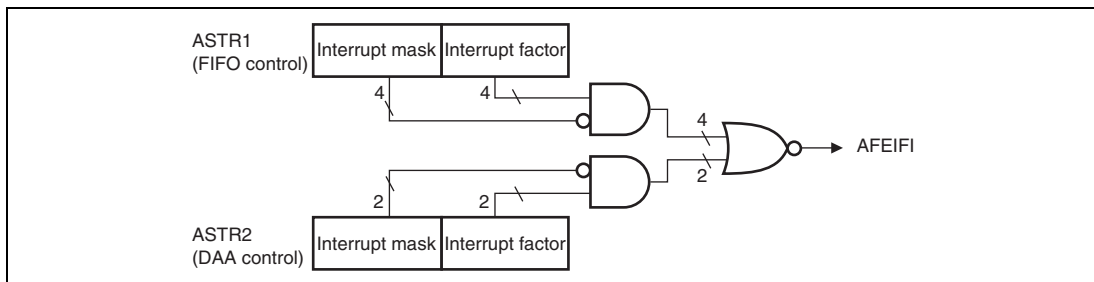 ASTR1
(FIFO control)
Interrupt mask
Interrupt factor
4
4
4
AFEIFI
2
2
2
ASTR2
(DAA control)
Interrupt mask
Interrupt factor